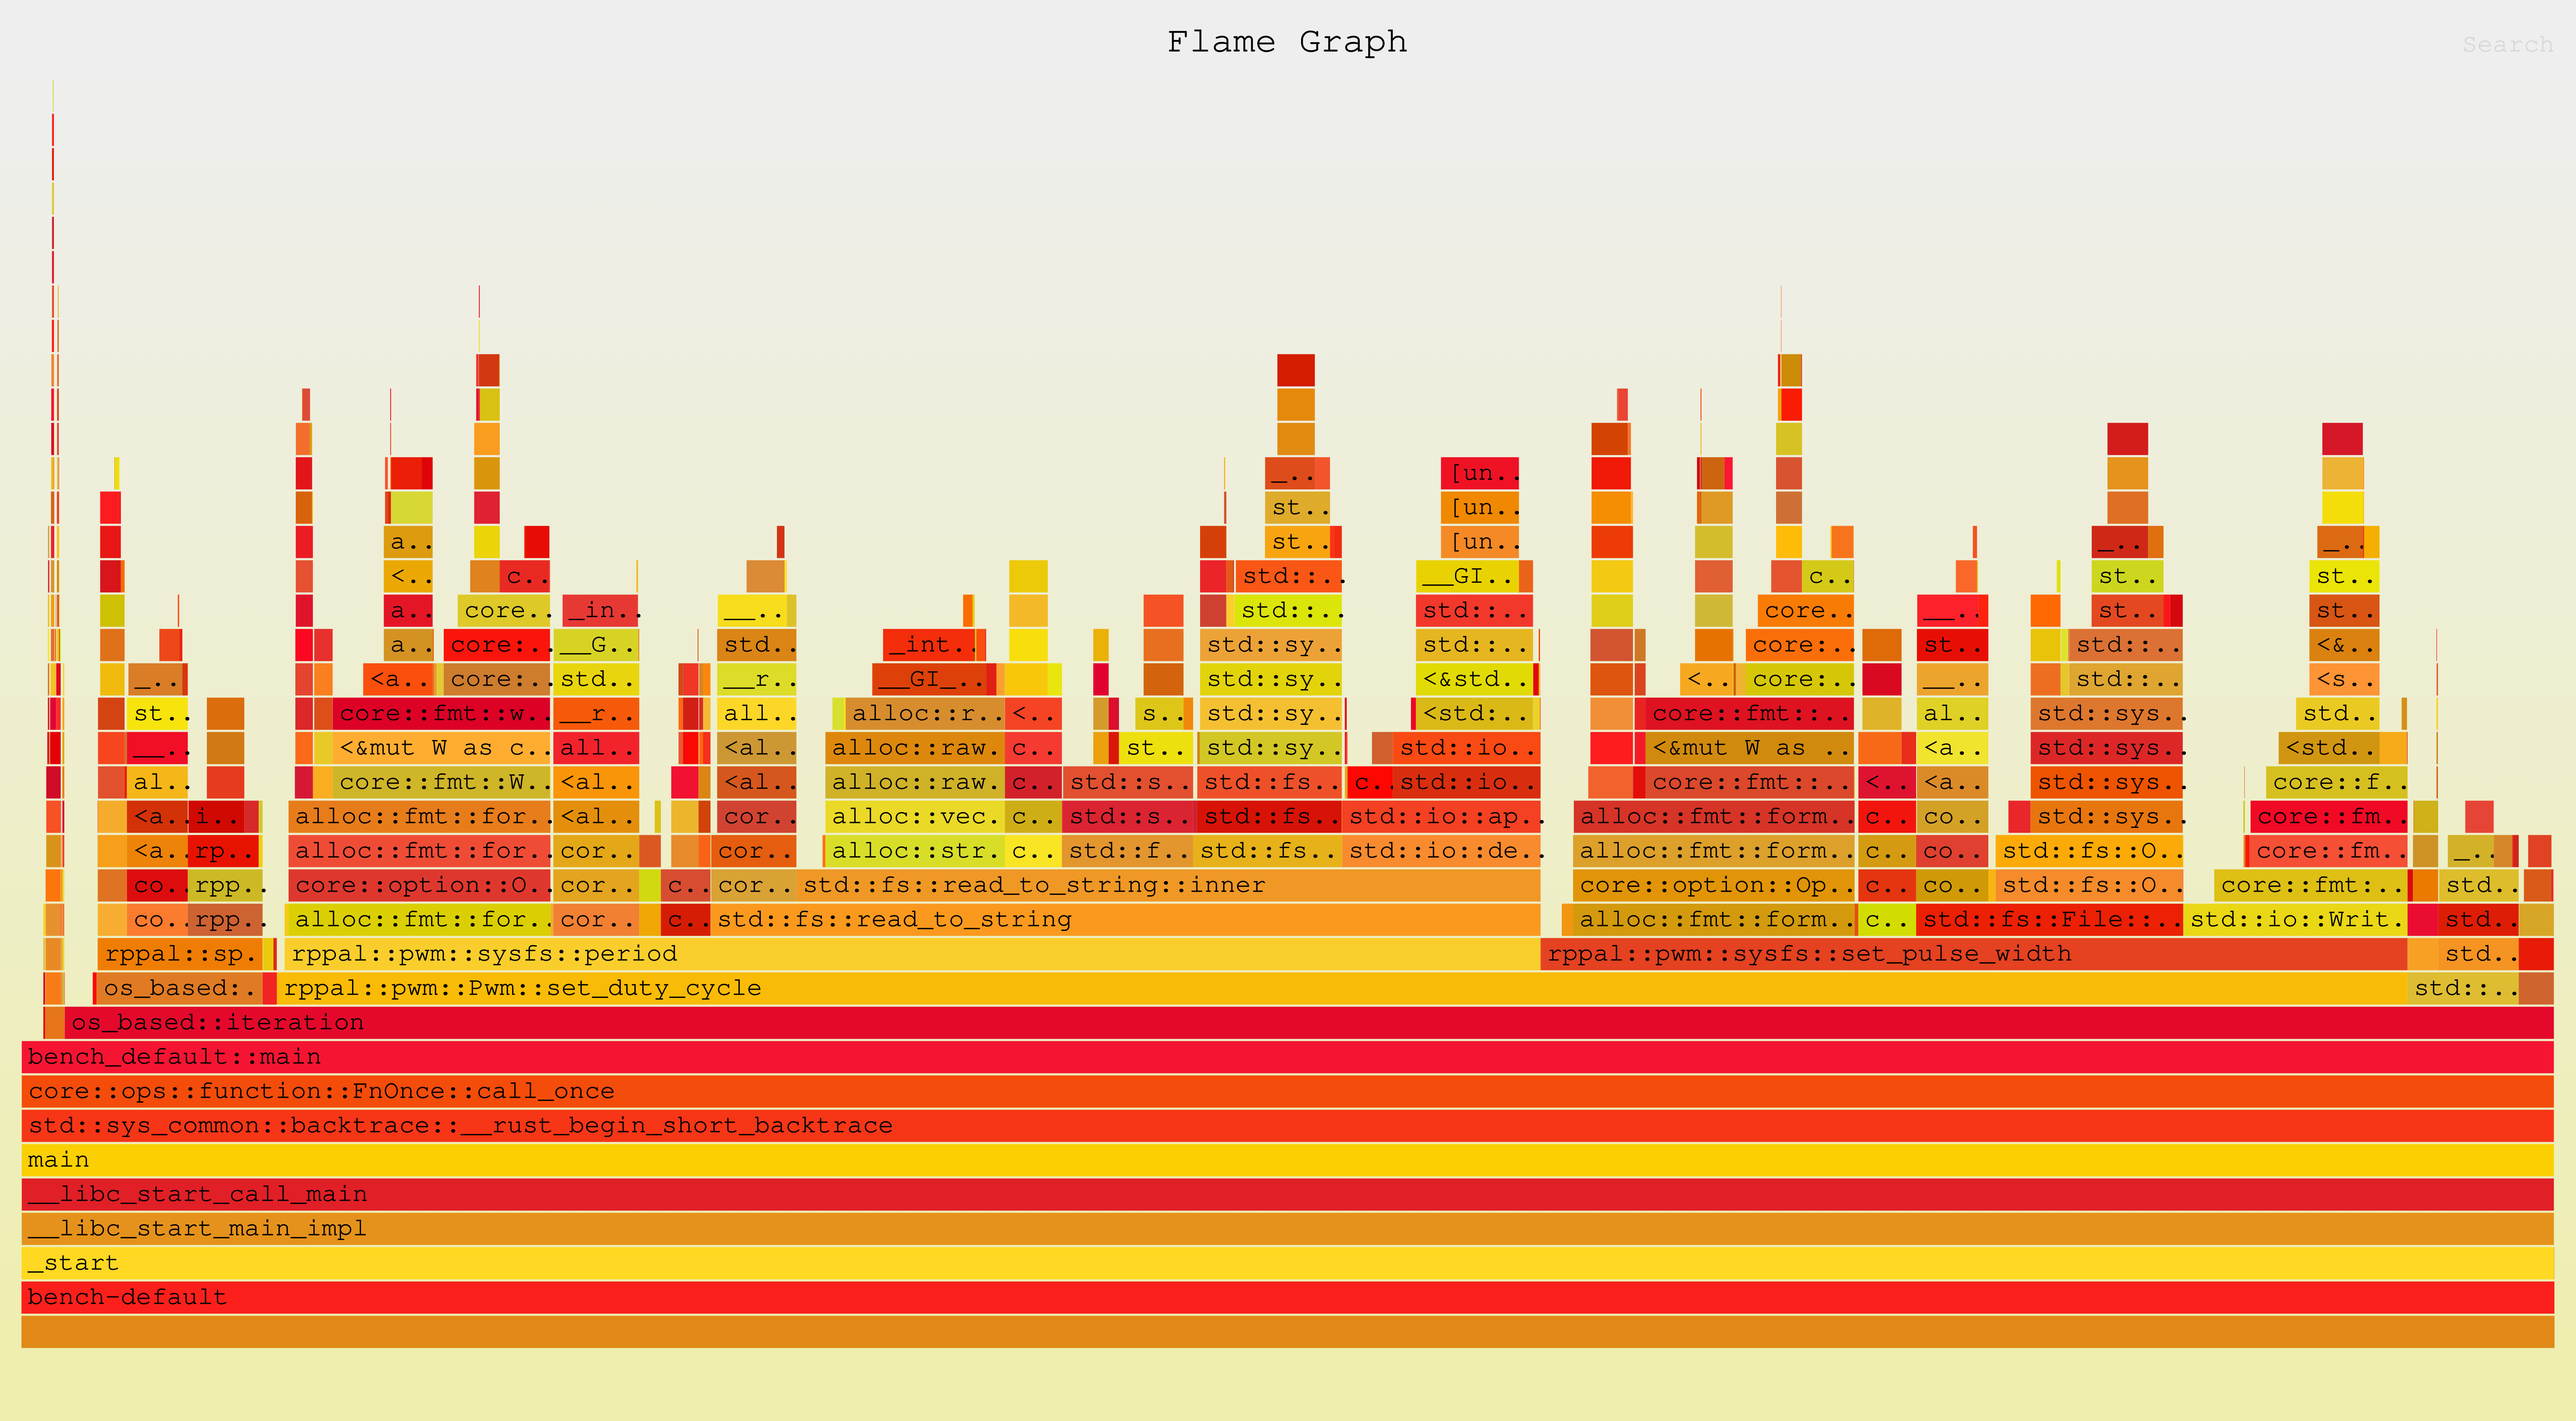 Flame Graph
Search
_.. [un..
st.. [un..
a.. st.. [un.. _.. _..
<.. c.. std::.. __GI.. c.. st.. st..
a.. core.. _in.. __.. std::.. std::.. core.. __.. st.. st..
a.. core:.. __G.. std.. _int.. std::sy.. std::.. core:.. st.. std::.. <&..
_.. <a.. core:.. std.. __r.. __GI_.. std::sy.. <&std.. <.. core:.. __.. std::.. <s..
st.. core::fmt::w.. __r.. all.. alloc::r.. <.. s.. std::sy.. <std:.. core::fmt::.. al.. std::sys.. std..
__.. <&mut W as c.. all.. <al.. alloc::raw.. c.. st.. std::sy.. std::io.. <&mut W as .. <a.. std::sys.. <std..
al.. core::fmt::W.. <al.. <al.. alloc::raw.. c.. std::s.. std::fs.. c.. std::io.. core::fmt::.. <.. <a.. std::sys.. core::f..
<a.. i.. alloc::fmt::for.. <al.. cor.. alloc::vec.. c.. std::s.. std::fs.. std::io::ap.. alloc::fmt::form.. c.. co.. std::sys.. core::fm..
<a.. rp.. alloc::fmt::for.. cor.. cor.. alloc::str.. c.. std::f.. std::fs.. std::io::de.. alloc::fmt::form.. c.. co.. std::fs::O.. core::fm.. _..
co.. rpp.. core::option::O.. cor.. c.. cor.. std::fs::read_to_string::inner core::option::Op.. c.. co.. std::fs::O.. core::fmt:.. std..
co.. rpp.. alloc::fmt::for.. cor.. c.. std::fs::read_to_string alloc::fmt::form.. c.. std::fs::File::.. std::io::Writ.. std..
rppal::sp.. rppal::pwm::sysfs::period rppal::pwm::sysfs::set_pulse_width std..
os_based:.. rppal::pwm::Pwm::set_duty_cycle std::..
os_based::iteration
bench_default::main
core::ops::function::FnOnce::call_once
std::sys_common::backtrace::__rust_begin_short_backtrace
main
__libc_start_call_main
__libc_start_main_impl
_start
bench-default